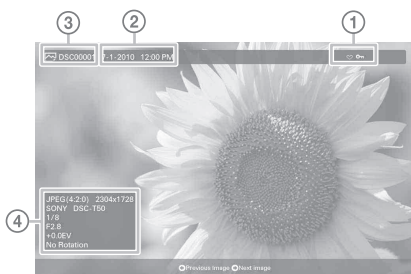 ③ ② ①
DSC00001 7-1-2010 12:00 PM
④
JPEG(4:2:0) 2304x1728
SONY DSC-T50
1/8
F2.8
+0.0EV
No Rotation
Previous image Next image